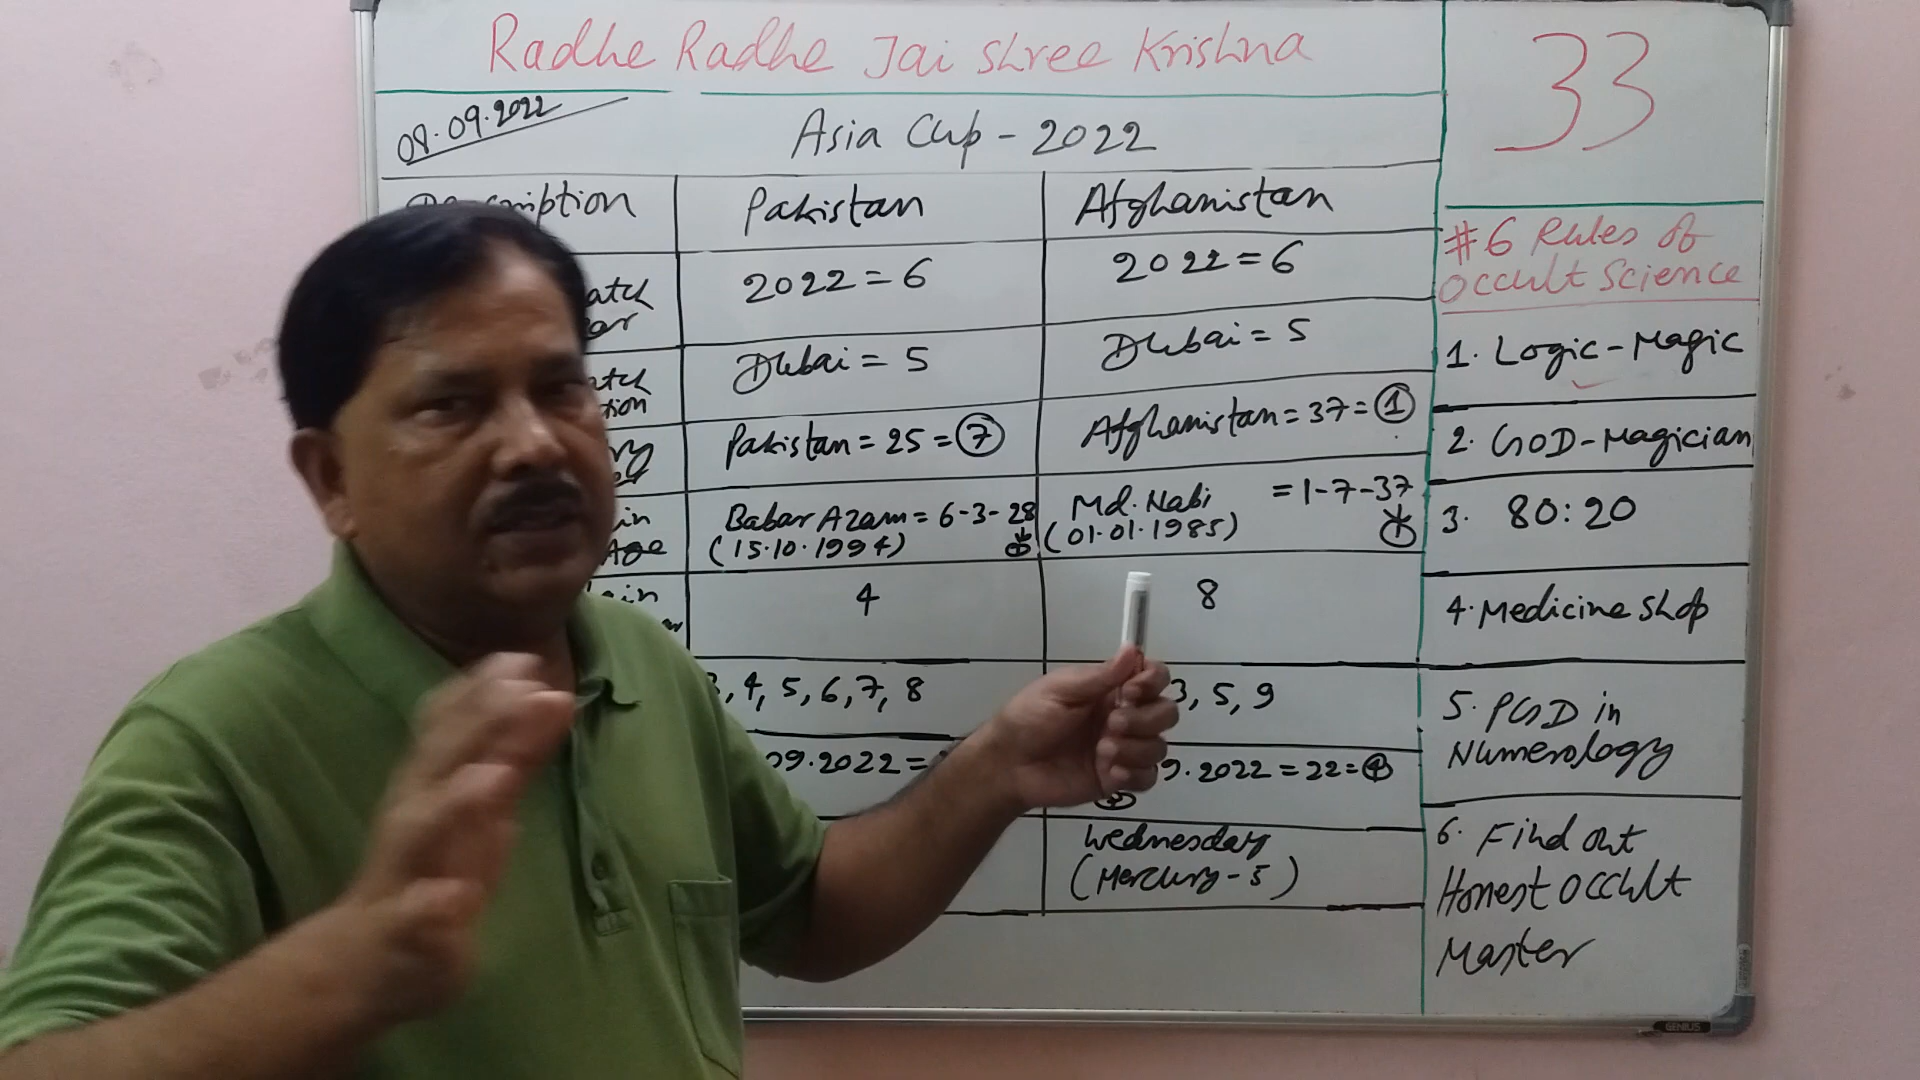 Radhe Radhe Jai Shree Krishna
33
08.09.2022
Asia Cup - 2022
Pakistan
Afghanistan
2022 = 6
2022 = 6
Dubai = 5
Dubai = 5
Pakistan = 25 = 7
Afghanistan = 37 = 1
Babar Azam = 6-3-28
(15.10.1994)
Md. Nabi = 1-7-37
(01.01.1985)
4
8
, 4, 5, 6, 7, 8
3, 5, 9
09.2022 =
9.2022 = 22 = 4
Wednesday
(Mercury - 5)
#6 Rules of
Occult Science
1. Logic-Magic
2. GOD-Magician
3. 80:20
4. Medicine Shop
5. PGD in
Numerology
6. Find out
Honest Occult
Master
GENIUS